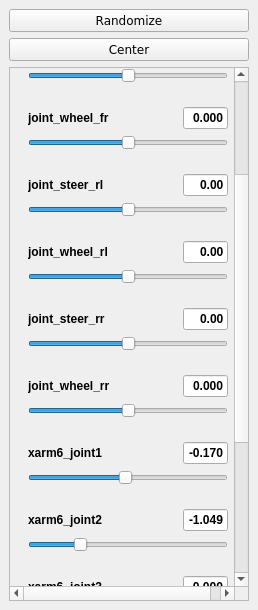 Randomize
Center
joint_wheel_fr 0.000
joint_steer_rl 0.00
joint_wheel_rl 0.00
joint_steer_rr 0.00
joint_wheel_rr 0.000
xarm6_joint1 -0.170
xarm6_joint2 -1.049